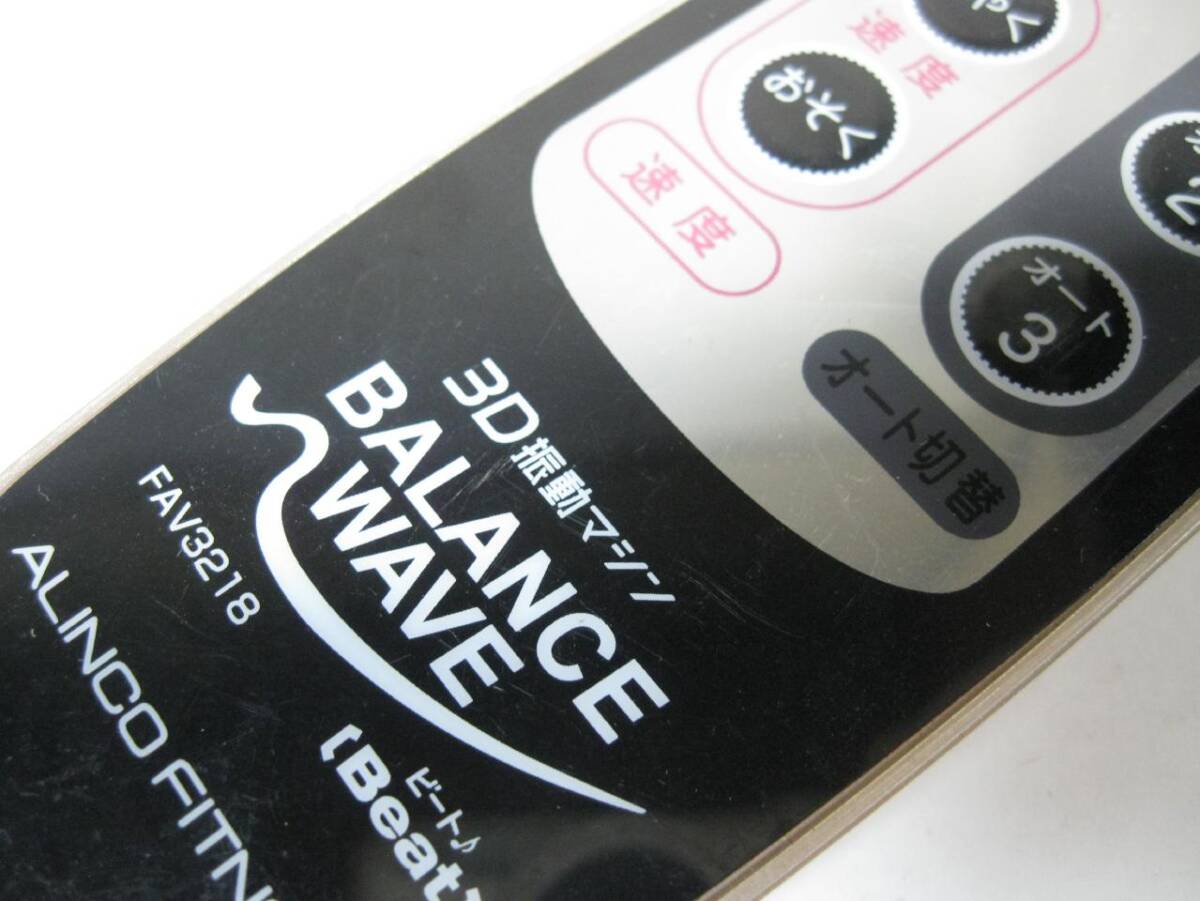 速度
おそく
速度
オート
3
オート切替
3D振動マシン
BALANCE
WAVE
FAV3218
ビート♪
【Beat
ALINCO